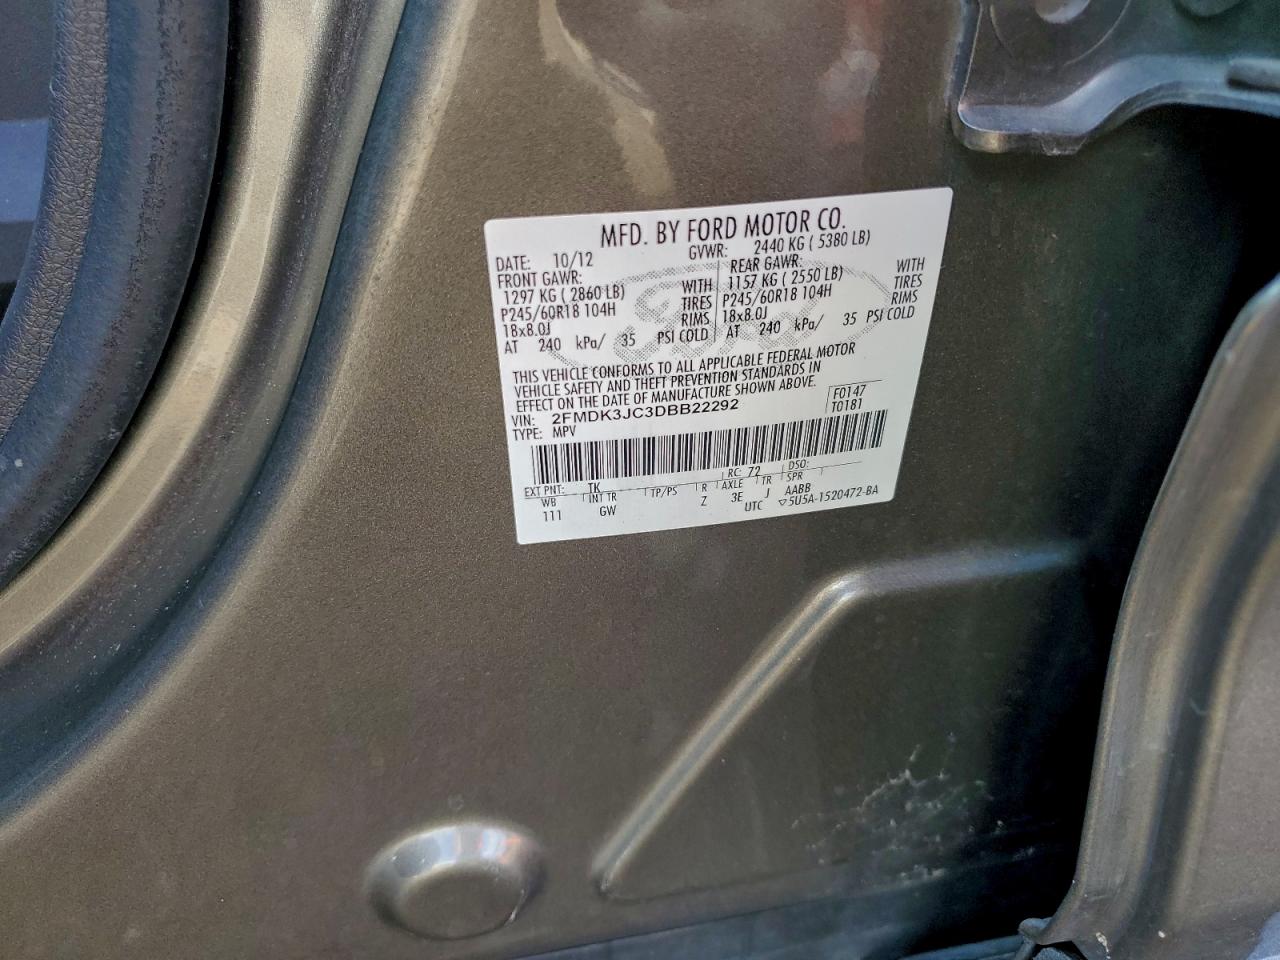 MFD. BY FORD MOTOR CO.
DATE: 10/12 GVWR: 2440 KG ( 5380 LB)
FRONT GAWR: REAR GAWR:
1297 KG ( 2860 LB) WITH 1157 KG ( 2550 LB) WITH
P245/60R18 104H TIRES P245/60R18 104H TIRES
18x8.0J RIMS 18x8.0J RIMS
AT 240 kPa/ 35 PSI COLD AT 240 kPa/ 35 PSI COLD
Ford
THIS VEHICLE CONFORMS TO ALL APPLICABLE FEDERAL MOTOR
VEHICLE SAFETY AND THEFT PREVENTION STANDARDS IN
EFFECT ON THE DATE OF MANUFACTURE SHOWN ABOVE.
VIN: 2FMDK3JC3DBB22292 F0147
TYPE: MPV T0181
EXT PNT: TK RC: 72 DSO:
WB INT TR TP/PS R AXLE TR SPR
111 GW Z 3E J AABB
UTC ▽5U5A-1520472-BA